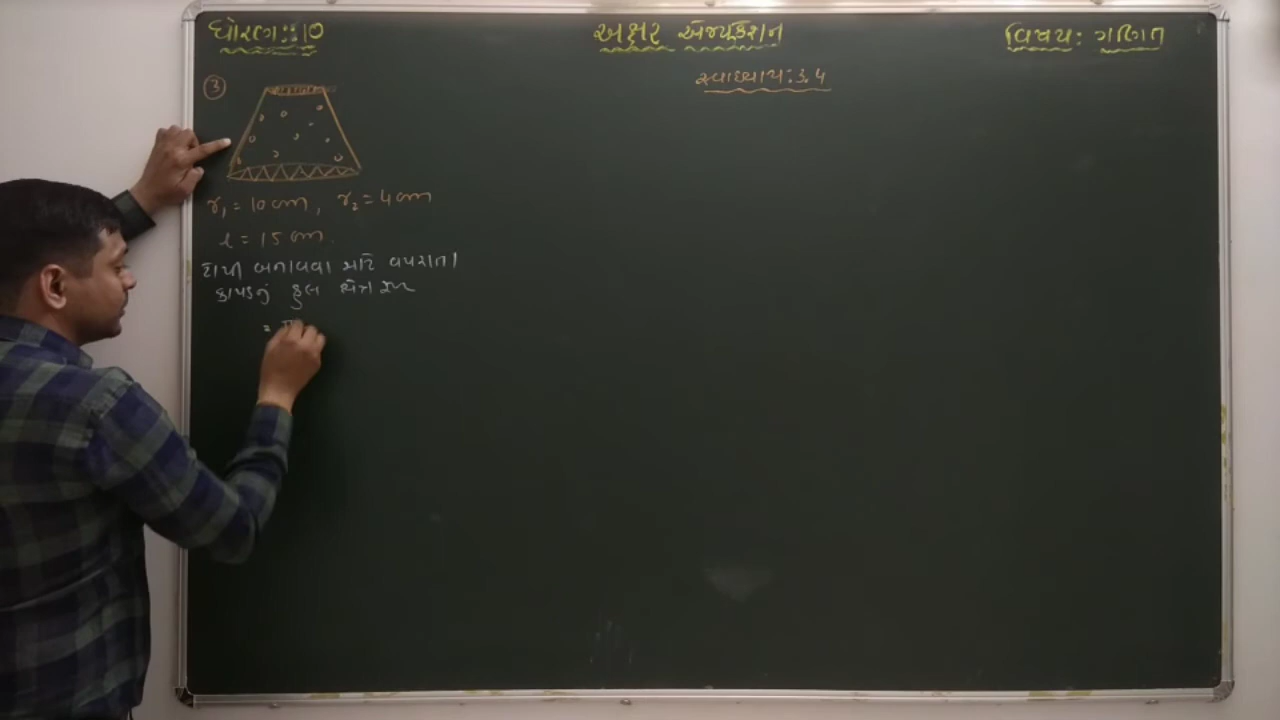 ધોરણ:::10
અક્ષર એજ્યુકેશન
વિષય: ગણિત
સ્વાધ્યાય: 3.4
3
r₁ = 10 cm, r₂ = 4 cm
l = 15 cm.
ટોપી બનાવવા માટે વપરાતા
કાપડનું કુલ ક્ષેત્રફળ
=